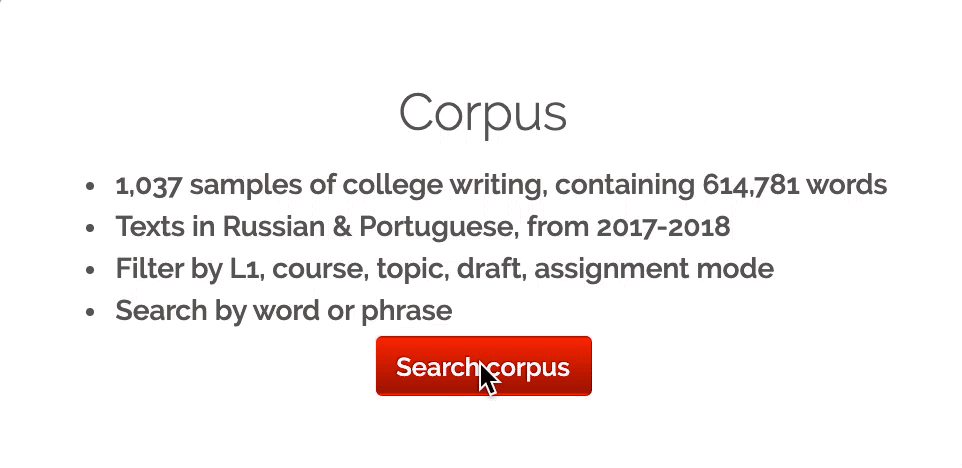 Corpus
• 1,037 samples of college writing, containing 614,781 words
• Texts in Russian & Portuguese, from 2017-2018
• Filter by L1, course, topic, draft, assignment mode
• Search by word or phrase
Search corpus